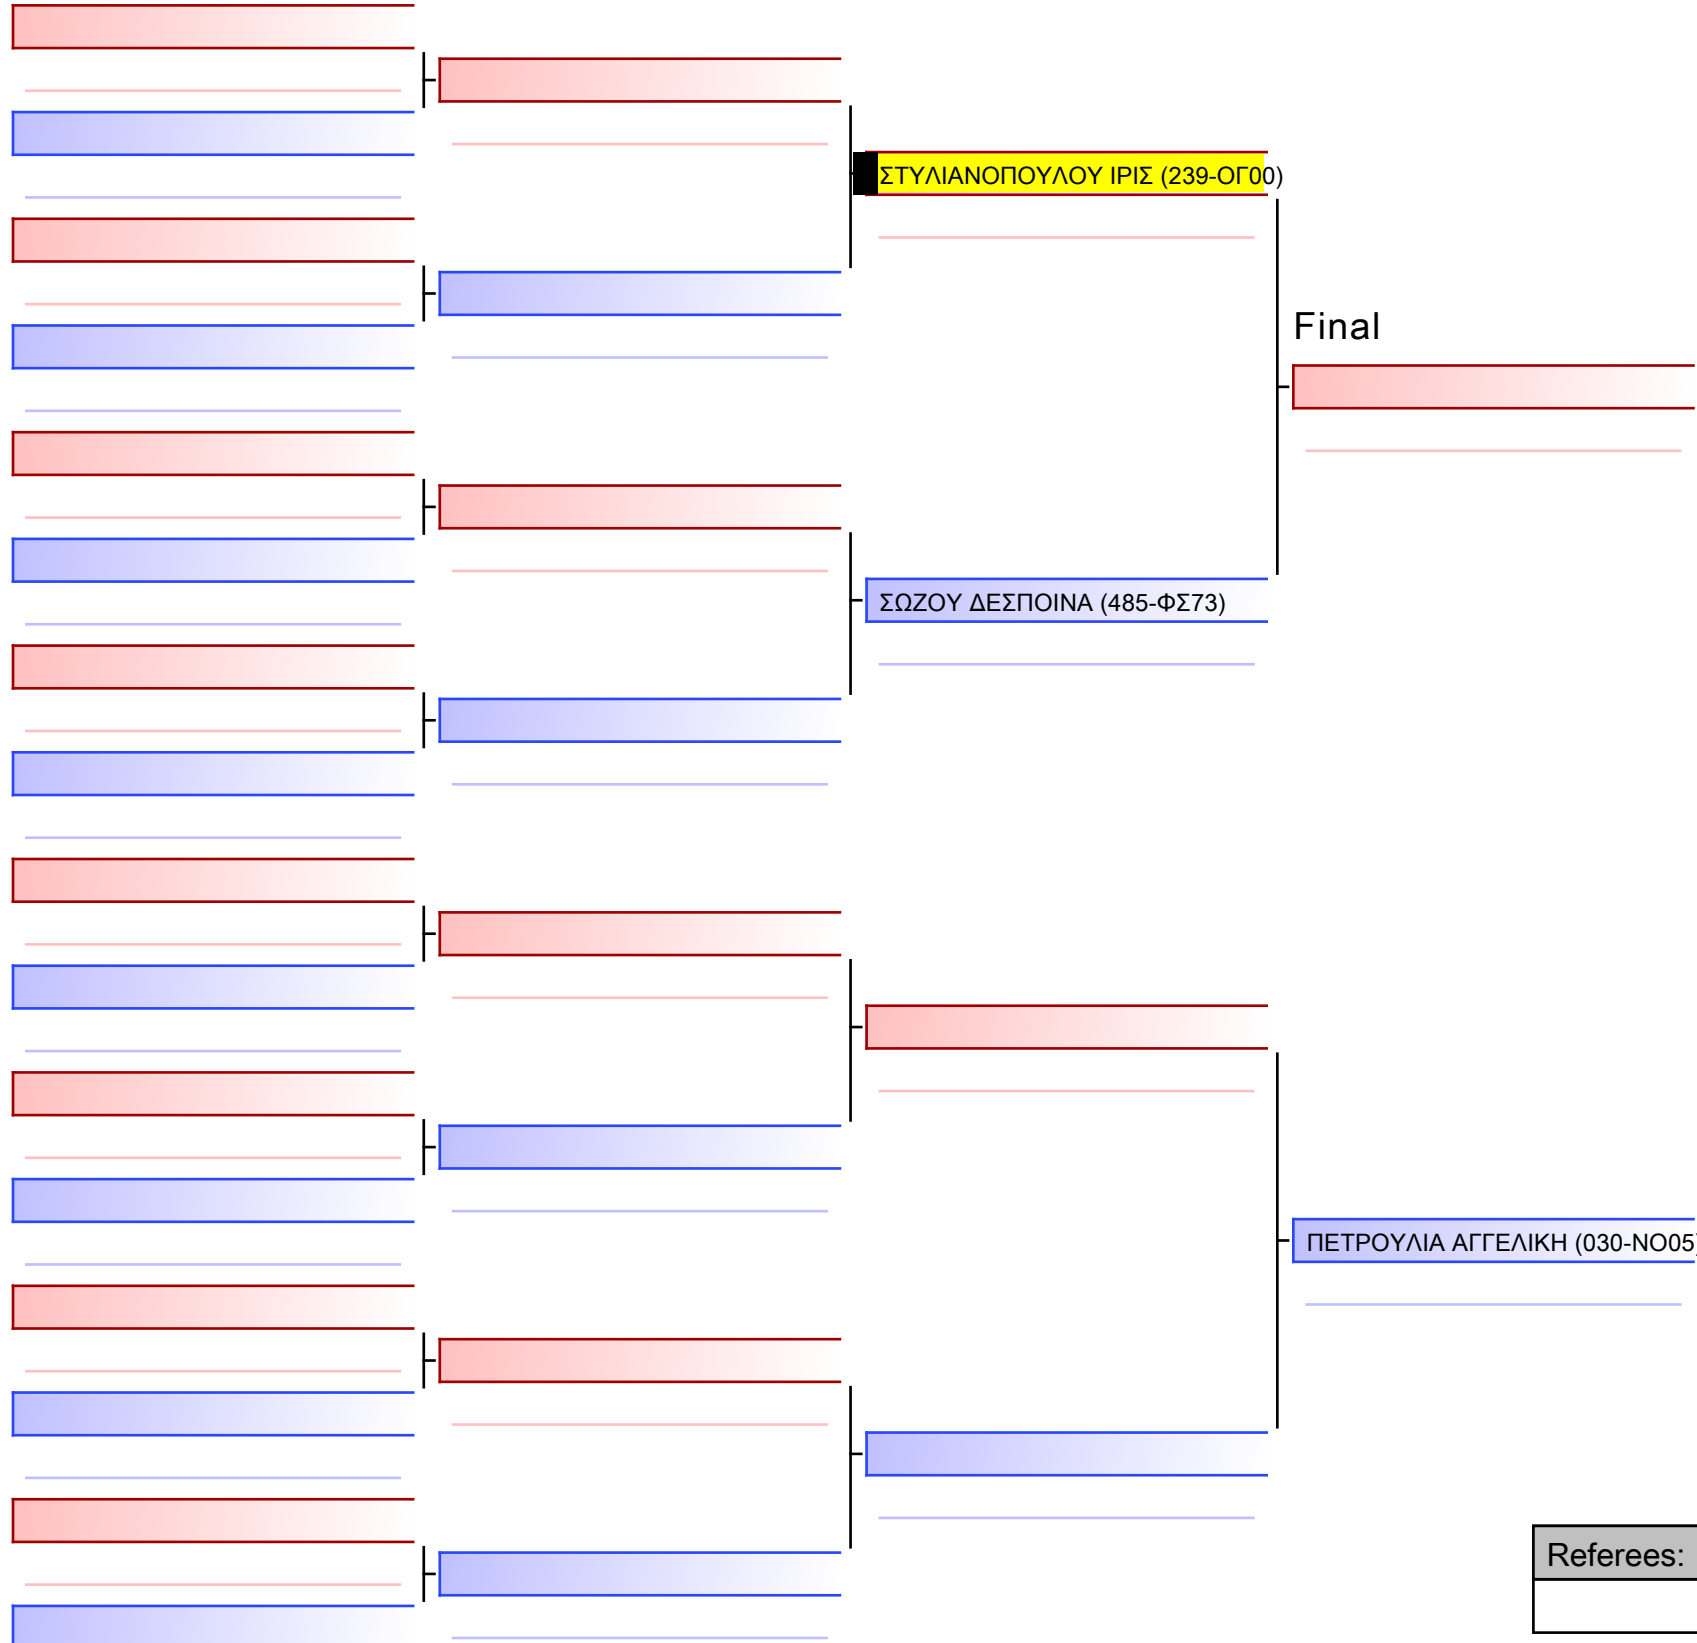 ΣΤΥΛΙΑΝΟΠΟΥΛΟΥ ΙΡΙΣ (239-ΟΓ00)
Final
ΣΩΖΟΥ ΔΕΣΠΟΙΝΑ (485-ΦΣ73)
ΠΕΤΡΟΥΛΙΑ ΑΓΓΕΛΙΚΗ (030-ΝΟ05)
Referees: